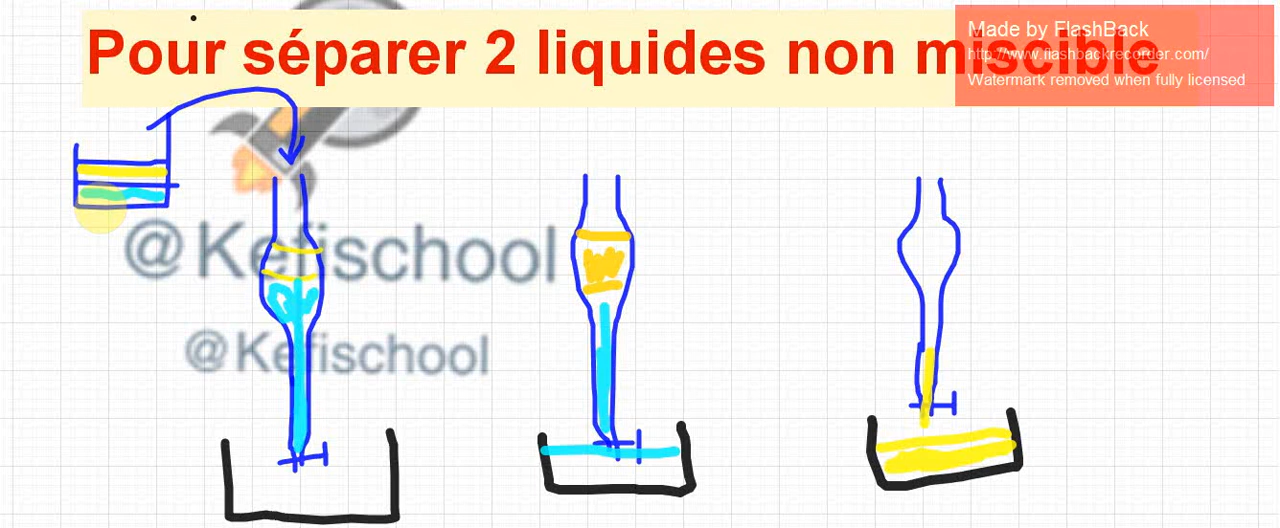 Pour séparer 2 liquides non miscible
Made by FlashBack
http://www.flashbackrecorder.com/
Watermark removed when fully licensed
@Kefischool
@Kefischool